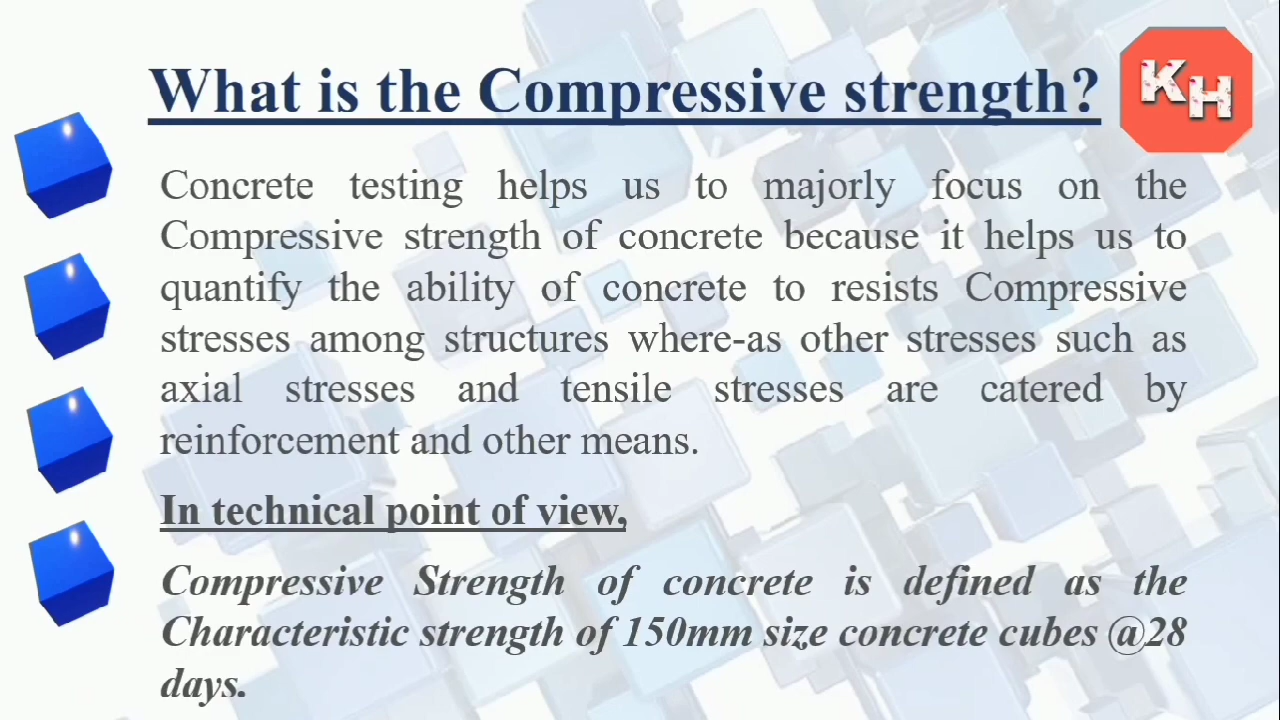 What is the Compressive strength?
KH
Concrete testing helps us to majorly focus on the
Compressive strength of concrete because it helps us to
quantify the ability of concrete to resists Compressive
stresses among structures where-as other stresses such as
axial stresses and tensile stresses are catered by
reinforcement and other means.
In technical point of view,
Compressive Strength of concrete is defined as the
Characteristic strength of 150mm size concrete cubes @28
days.